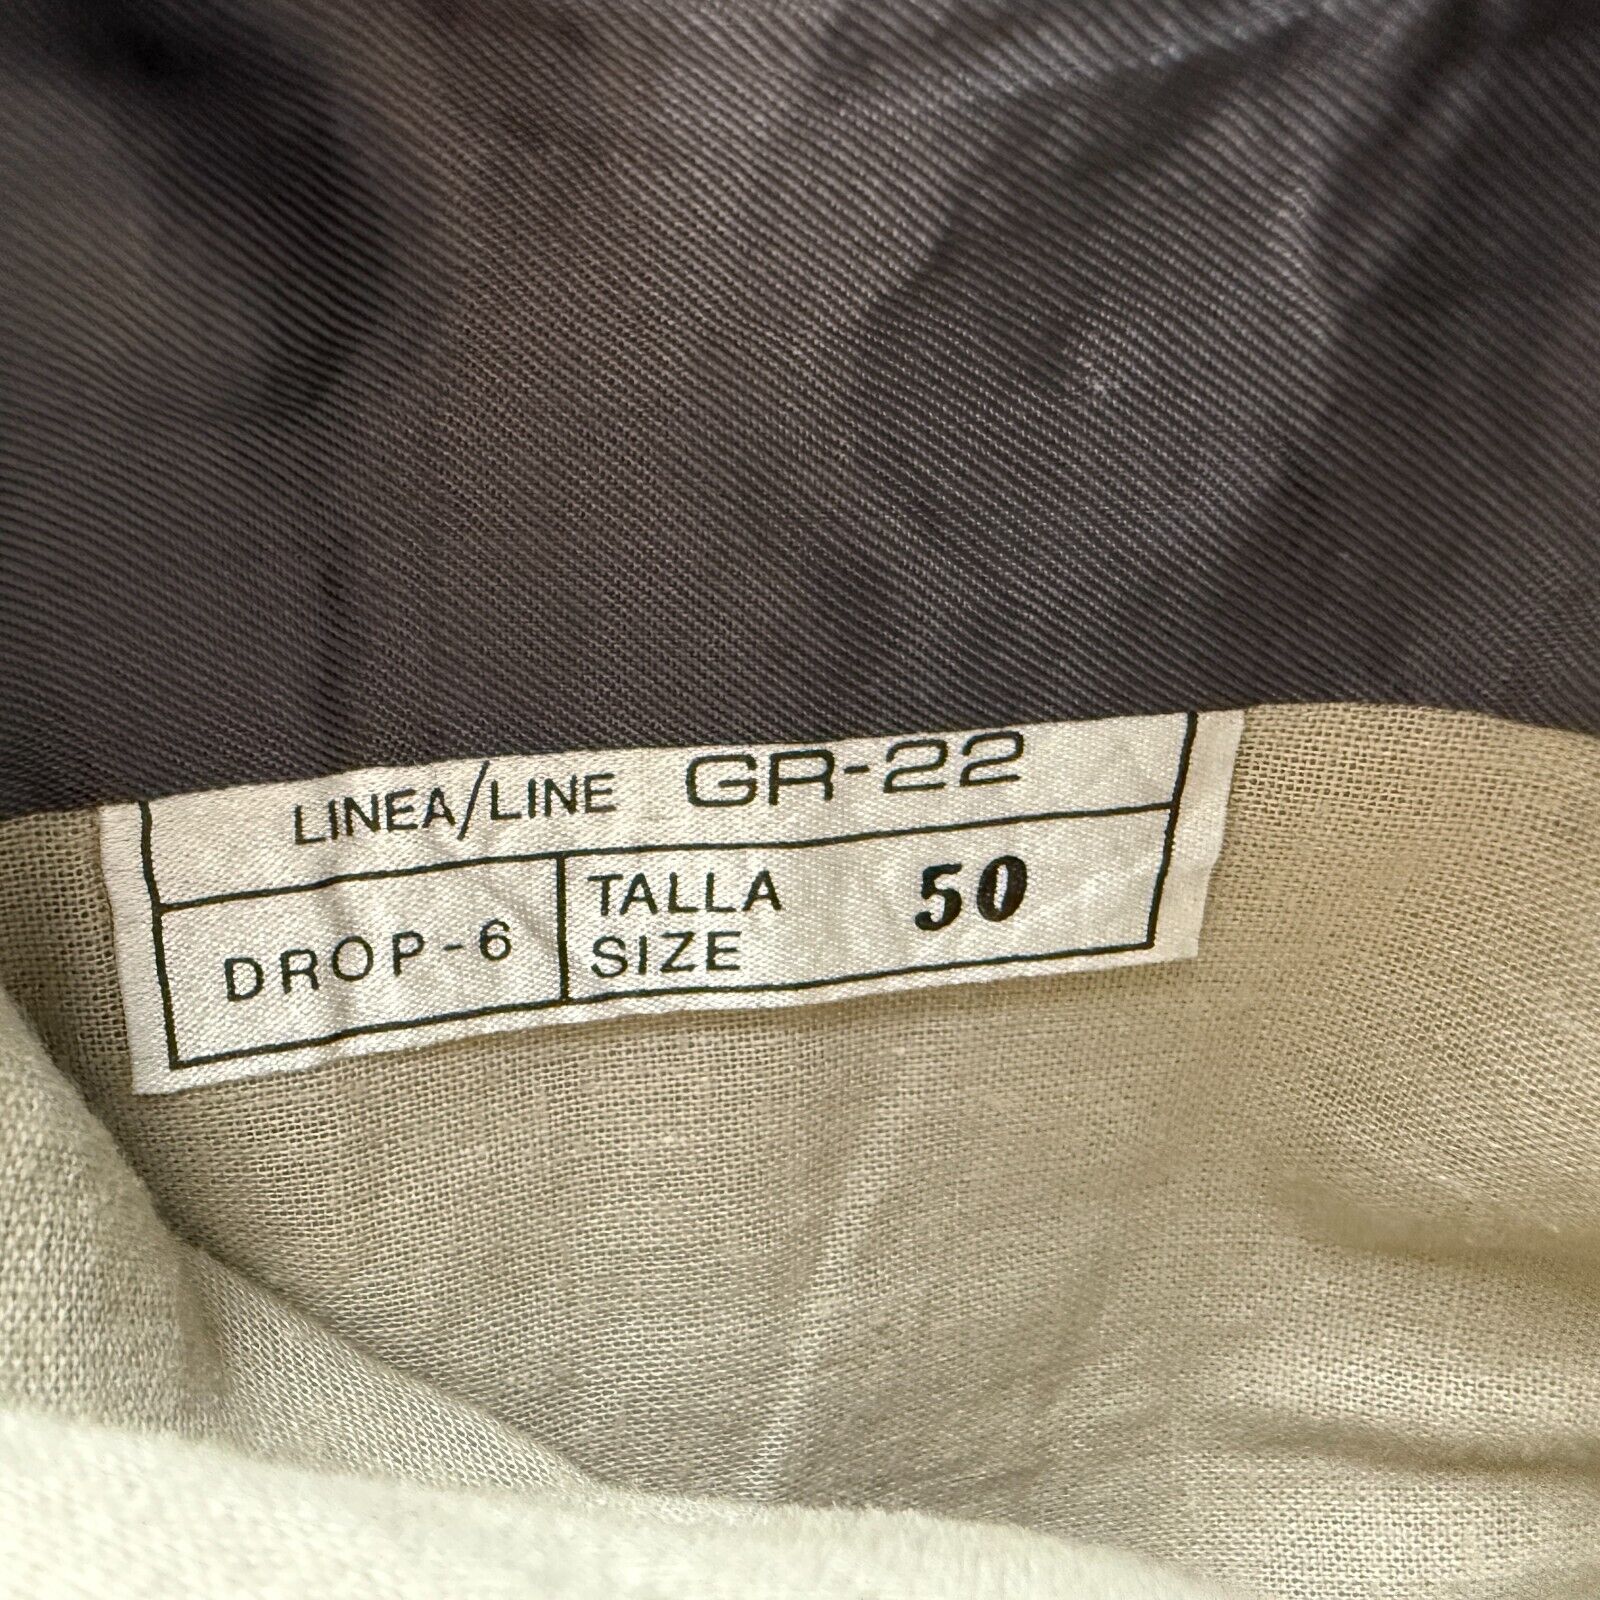 LINEA/LINE GR-22
DROP-6
TALLA
SIZE
50